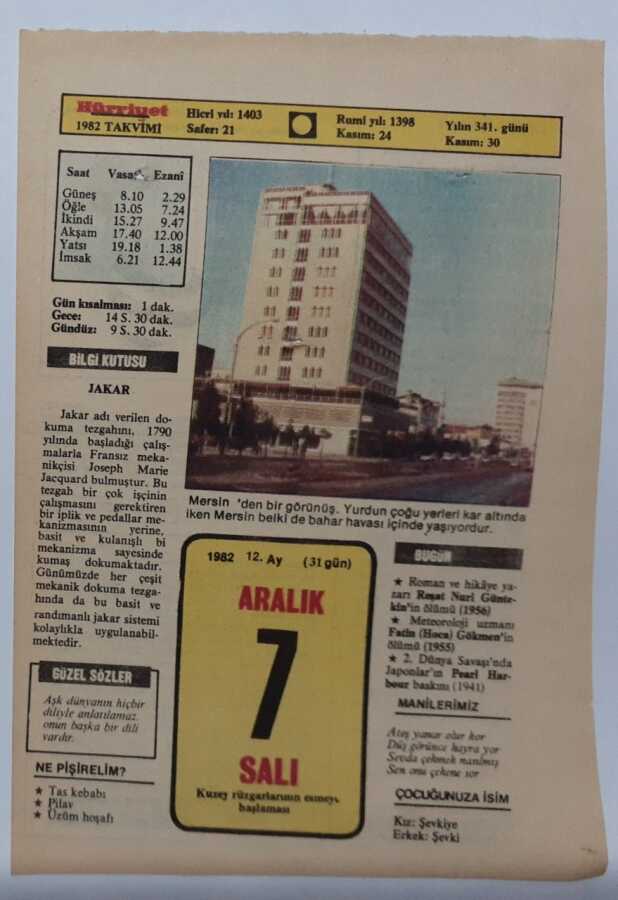 Hürriyet
1982 TAKVİMİ
Hicri yıl: 1403
Safer: 21
Rumi yıl: 1398
Kasım: 24
Yılın 341. günü
Kasım: 30
Saat Vasatî Ezanî
Güneş 8.10 2.29
Öğle 13.05 7.24
İkindi 15.27 9.47
Akşam 17.40 12.00
Yatsı 19.18 1.38
İmsak 6.21 12.44
Gün kısalması: 1 dak.
Gece: 14 S. 30 dak.
Gündüz: 9 S. 30 dak.
BİLGİ KUTUSU
JAKAR
Jakar adı verilen do-
kuma tezgahını, 1790
yılında başladığı çalış-
malarla Fransız meka-
nikçisi Joseph Marie
Jacquard bulmuştur. Bu
tezgah bir çok işçinin
çalışmasını gerektiren
bir iplik ve pedallar me-
kanizmasının yerine,
basit ve kulanışlı bi
mekanizma sayesinde
kumaş dokumaktadır.
Günümüzde her çeşit
mekanik dokuma tezga-
hında da bu basit ve
randımanlı jakar sistemi
kolaylıkla uygulanabil-
mektedir.
GÜZEL SÖZLER
Aşk dünyanın hiçbir
diliyle anlatılamaz.
onun başka bir dili
vardır.
NE PİŞİRELİM?
★ Tas kebabı
★ Pilav
★ Üzüm hoşafı
Mersin 'den bir görünüş. Yurdun çoğu yerleri kar altında
iken Mersin belki de bahar havası içinde yaşıyordur.
1982 12. Ay (31 gün)
ARALIK
7
SALI
Kuzey rüzgarlarının esmeye
başlaması
BUGÜN
★ Roman ve hikâye ya-
zarı Reşat Nuri Günte-
kin'in ölümü (1956)
★ Meteoroloji uzmanı
Fatin (Hoca) Gökmen'in
ölümü (1955)
★ 2. Dünya Savaşı'nda
Japonlar'ın Pearl Har-
bour baskını (1941)
MANİLERİMİZ
Ateş yanar olur kor
Düş görünce hayra yor
Sevda çekmek nasılmış
Sen onu çekene sor
ÇOCUĞUNUZA İSİM
Kız: Şevkiye
Erkek: Şevki